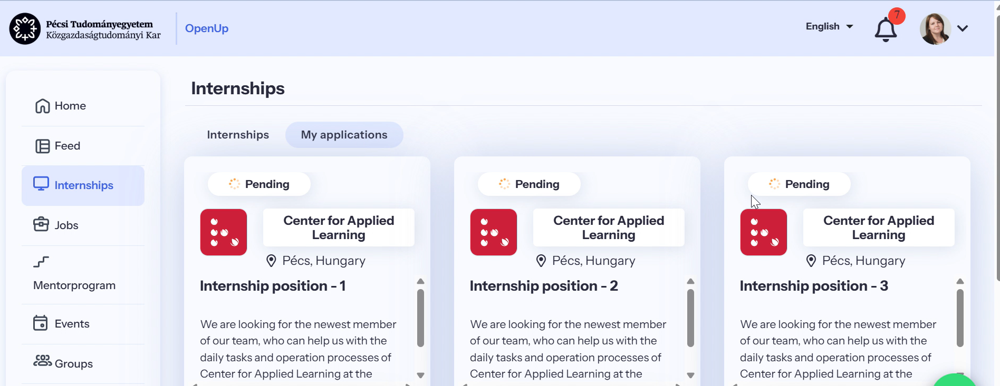 Pécsi Tudományegyetem
Közgazdaságtudományi Kar
OpenUp
English
7
Home
Feed
Internships
Jobs
Mentorprogram
Events
Groups
Internships
Internships
My applications
Pending
Center for Applied
Learning
Pécs, Hungary
Internship position - 1
We are looking for the newest member
of our team, who can help us with the
daily tasks and operation processes of
Center for Applied Learning at the
Pending
Center for Applied
Learning
Pécs, Hungary
Internship position - 2
We are looking for the newest member
of our team, who can help us with the
daily tasks and operation processes of
Center for Applied Learning at the
Pending
Center for Applied
Learning
Pécs, Hungary
Internship position - 3
We are looking for the newest member
of our team, who can help us with the
daily tasks and operation processes of
Center for Applied Learning at the